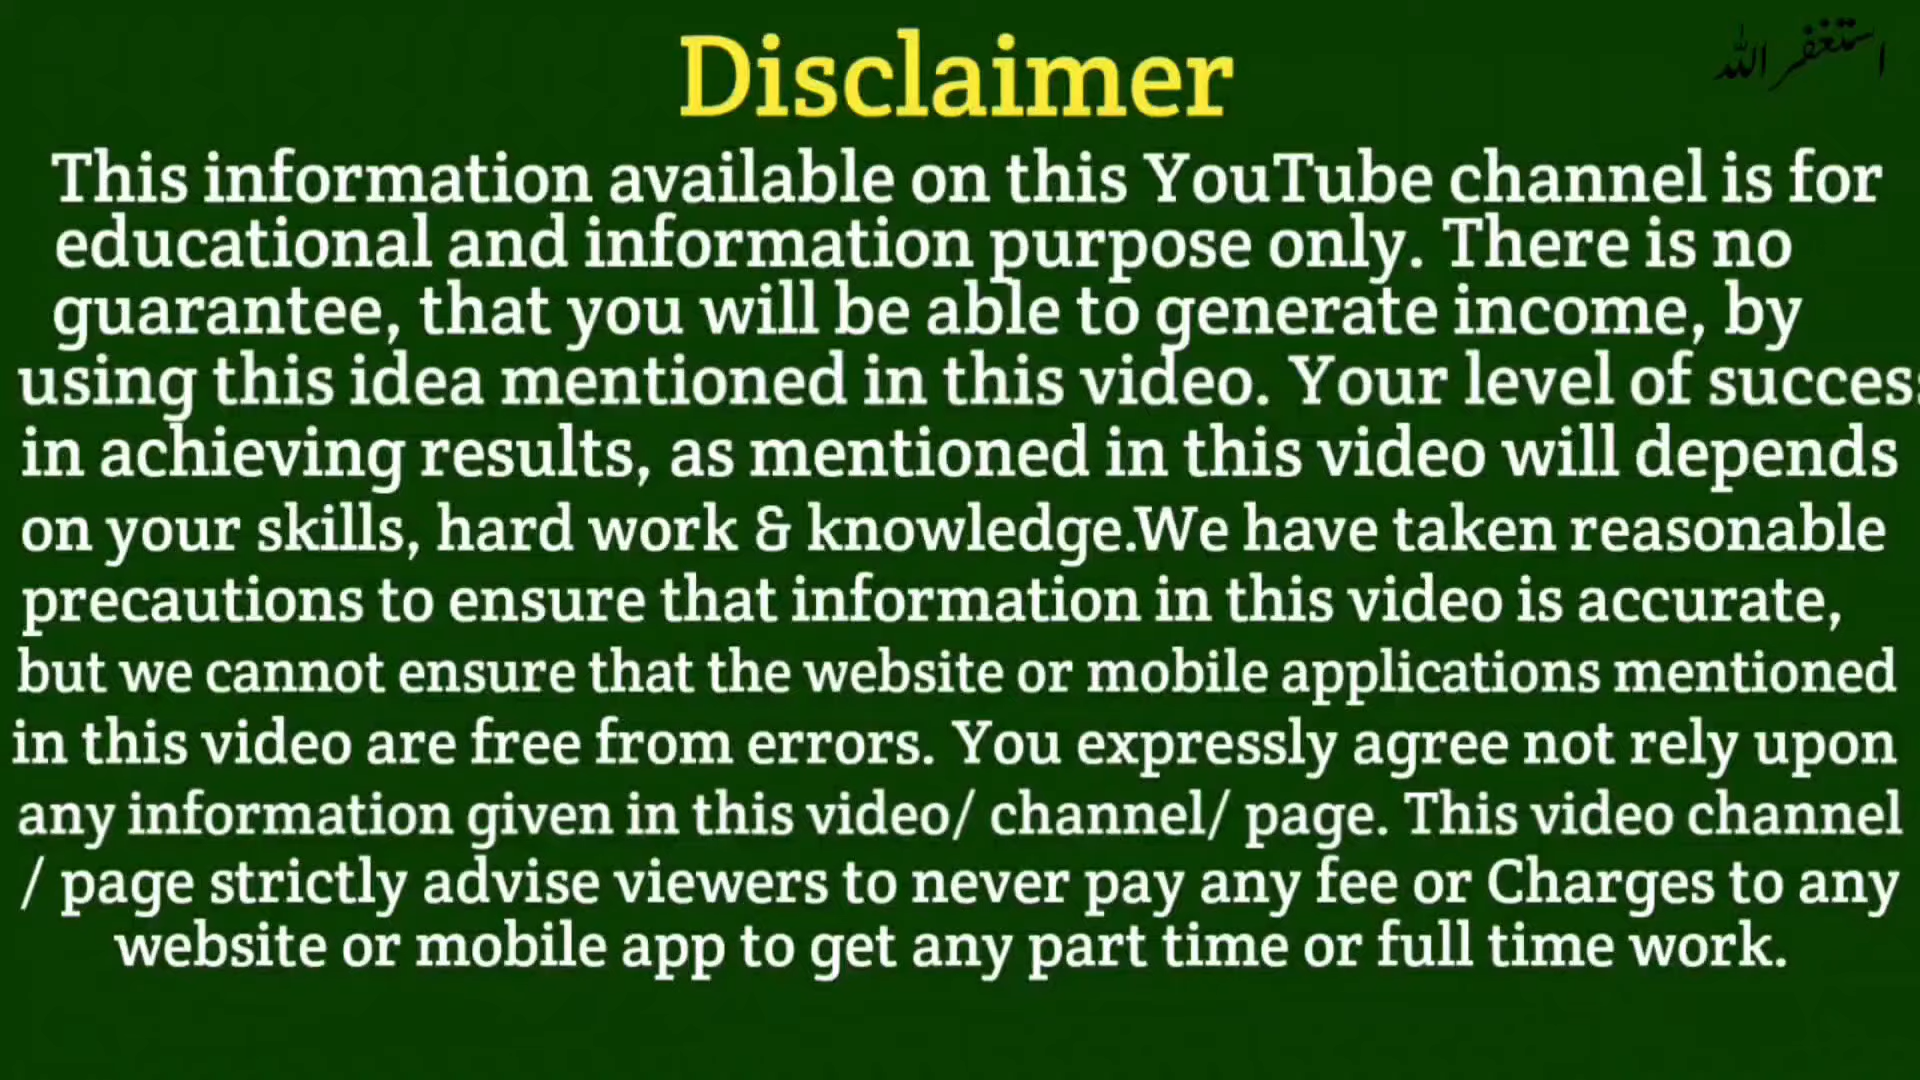 Disclaimer
استغفر الله
This information available on this YouTube channel is for
educational and information purpose only. There is no
guarantee, that you will be able to generate income, by
using this idea mentioned in this video. Your level of success
in achieving results, as mentioned in this video will depends
on your skills, hard work & knowledge.We have taken reasonable
precautions to ensure that information in this video is accurate,
but we cannot ensure that the website or mobile applications mentioned
in this video are free from errors. You expressly agree not rely upon
any information given in this video/ channel/ page. This video channel
/ page strictly advise viewers to never pay any fee or Charges to any
website or mobile app to get any part time or full time work.